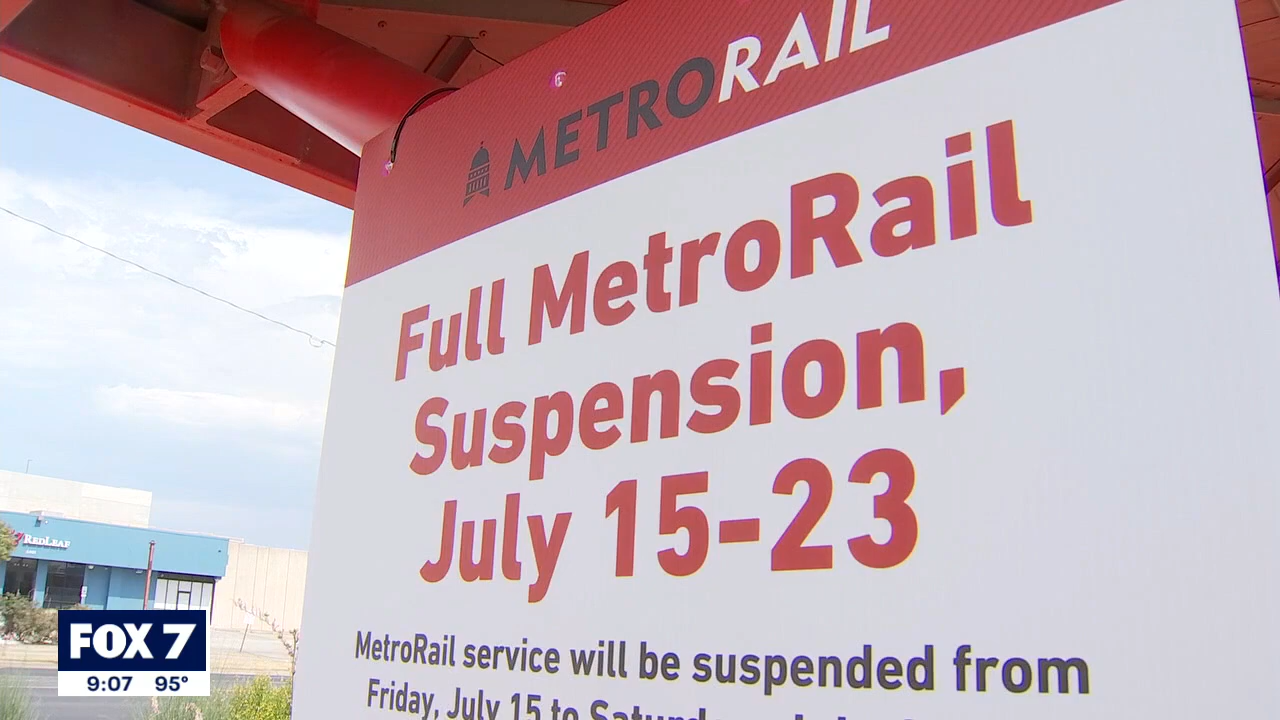 METRORAIL
Full MetroRail
Suspension,
July 15-23
MetroRail service will be suspended from
Friday, July 15 to
REDLEAF
FOX 7
9:07 95°